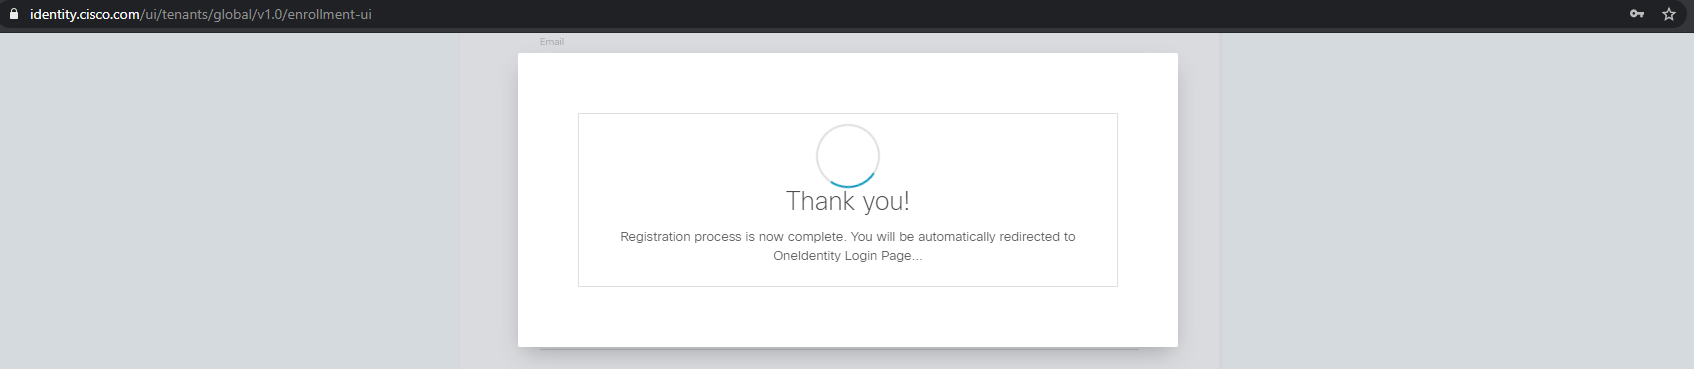 identity.cisco.com/ui/tenants/global/v1.0/enrollment-ui
Email
Thank you!
Registration process is now complete. You will be automatically redirected to
OneIdentity Login Page...